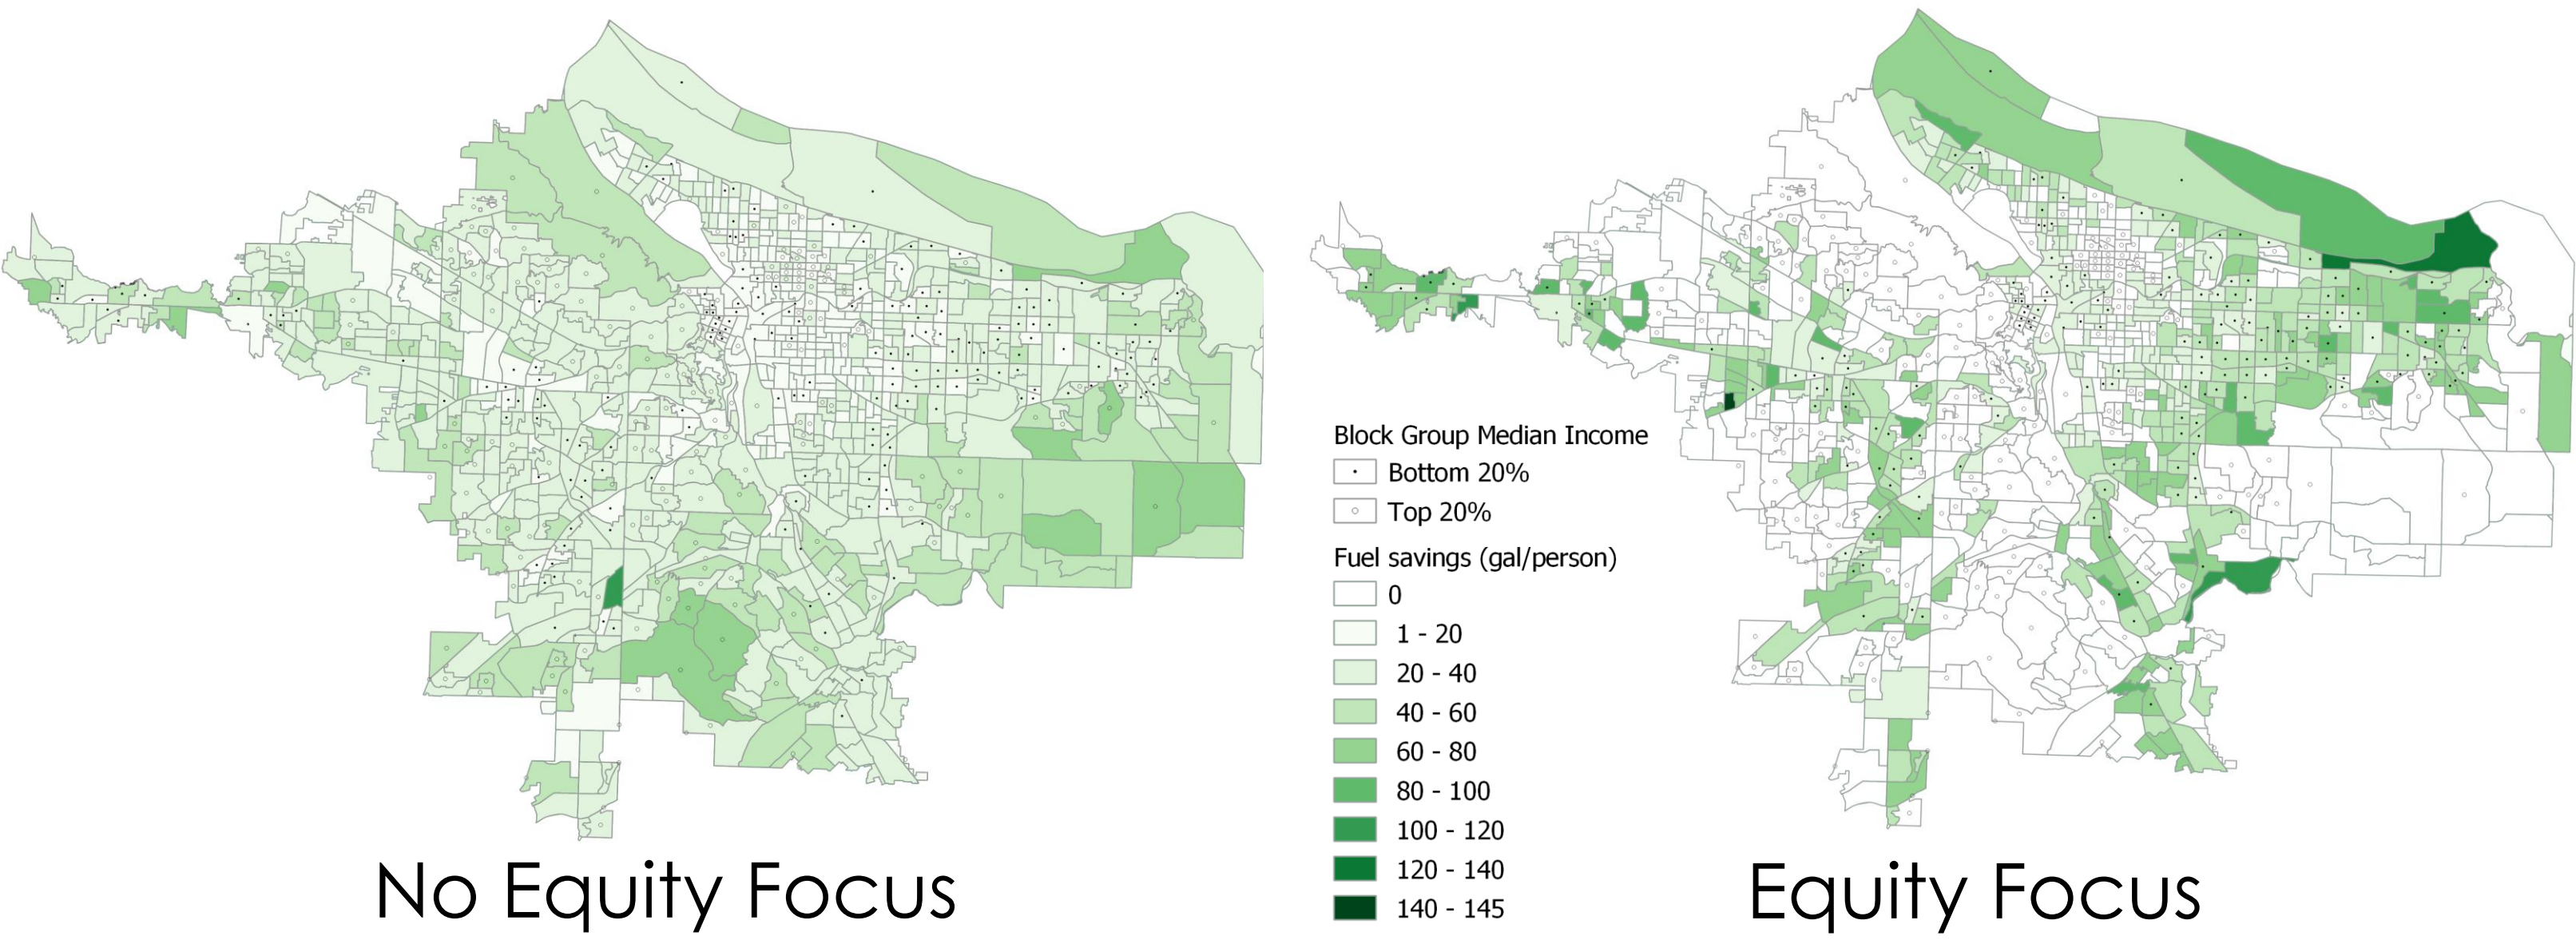 Block Group Median Income
Bottom 20%
Top 20%
Fuel savings (gal/person)
0
1 - 20
20 - 40
40 - 60
60 - 80
80 - 100
100 - 120
120 - 140
140 - 145
No Equity Focus
Equity Focus